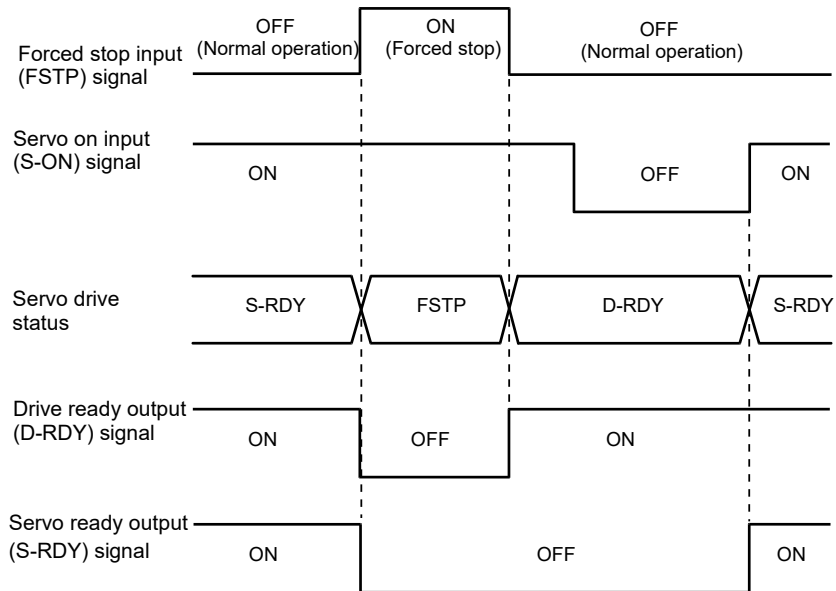 OFF
(Normal operation)
ON
(Forced stop)
OFF
(Normal operation)
Forced stop input
(FSTP) signal
Servo on input
(S-ON) signal
ON
OFF
ON
Servo drive
status
S-RDY
FSTP
D-RDY
S-RDY
Drive ready output
(D-RDY) signal
ON
OFF
ON
Servo ready output
(S-RDY) signal
ON
OFF
ON